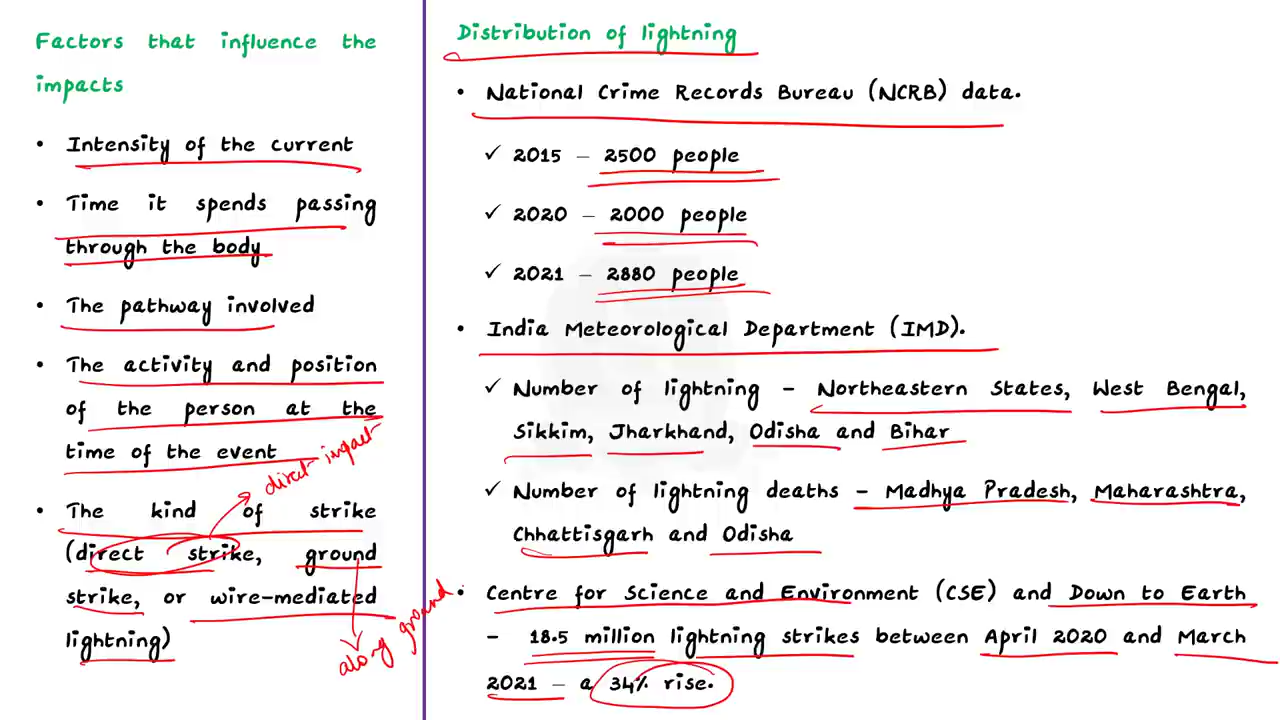 Factors that influence the
impacts
• Intensity of the current
• Time it spends passing
through the body
• The pathway involved
• The activity and position
of the person at the
time of the event
direct impact
• The kind of strike
(direct strike, ground
strike, or wire-mediated
lightning)
along ground
Distribution of lightning
• National Crime Records Bureau (NCRB) data.
✓ 2015 – 2500 people
✓ 2020 – 2000 people
✓ 2021 – 2880 people
• India Meteorological Department (IMD).
✓ Number of lightning – Northeastern States, West Bengal,
Sikkim, Jharkhand, Odisha and Bihar
✓ Number of lightning deaths – Madhya Pradesh, Maharashtra,
Chhattisgarh and Odisha
• Centre for Science and Environment (CSE) and Down to Earth
– 18.5 million lightning strikes between April 2020 and March
2021 – a 34% rise.